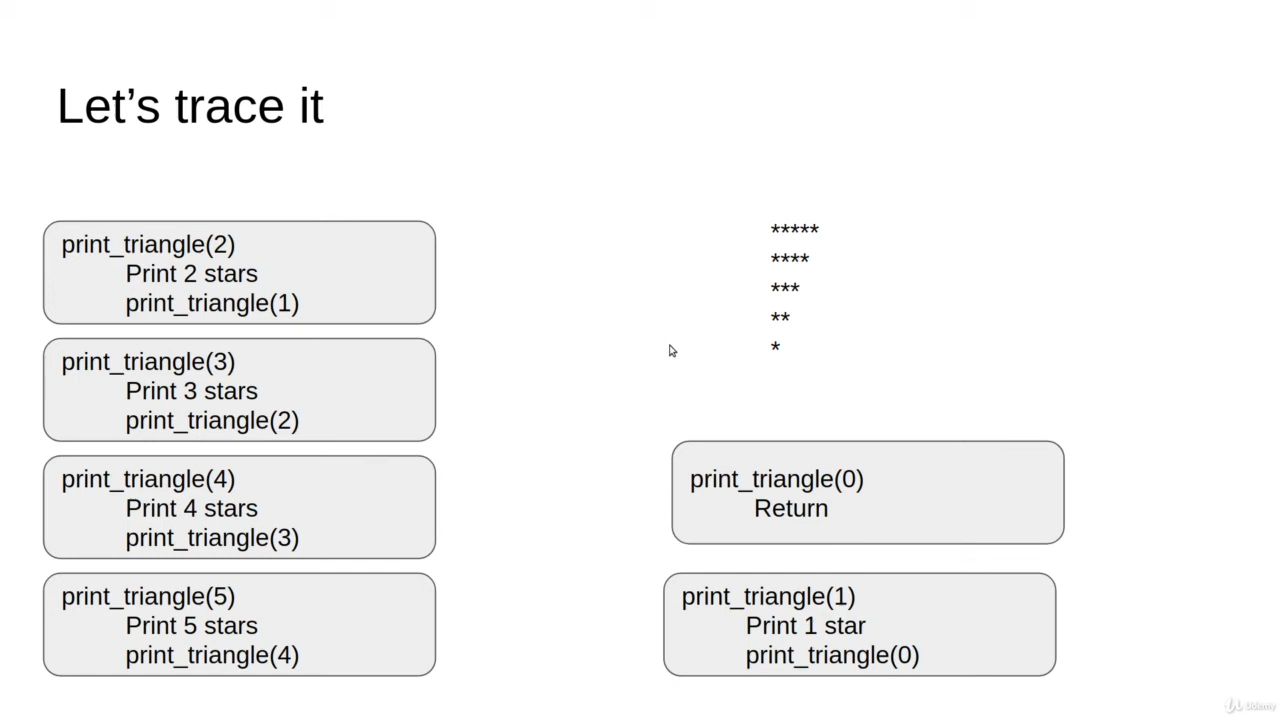 Let's trace it
print_triangle(2)
Print 2 stars
print_triangle(1)
print_triangle(3)
Print 3 stars
print_triangle(2)
print_triangle(4)
Print 4 stars
print_triangle(3)
print_triangle(5)
Print 5 stars
print_triangle(4)
*****
****
***
**
*
print_triangle(0)
Return
print_triangle(1)
Print 1 star
print_triangle(0)
Udemy